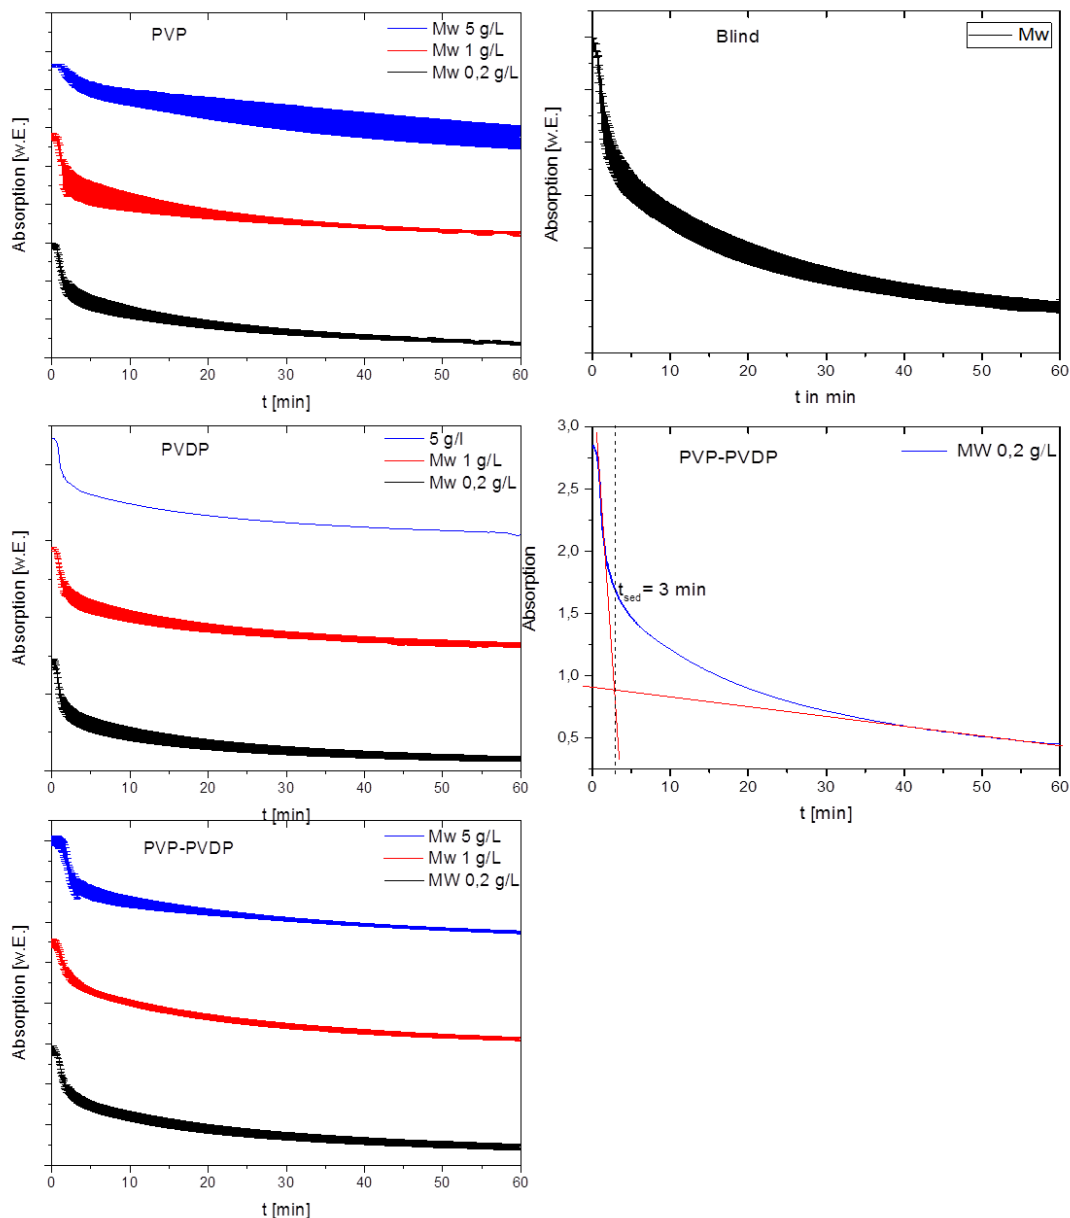 PVP
Mw 5 g/L
Mw 1 g/L
Mw 0,2 g/L
Absorption [w.E.]
0 10 20 30 40 50 60
t [min]
Blind
Mw
Absorption [w.E.]
0 10 20 30 40 50 60
t in min
PVDP
5 g/l
Mw 1 g/L
Mw 0,2 g/L
Absorption [w.E.]
0 10 20 30 40 50 60
t [min]
PVP-PVDP
MW 0,2 g/L
3,0
2,5
2,0
1,5
1,0
0,5
Absorption
tsed = 3 min
0 10 20 30 40 50 60
t [min]
PVP-PVDP
Mw 5 g/L
Mw 1 g/L
MW 0,2 g/L
Absorption [w.E.]
0 10 20 30 40 50 60
t [min]